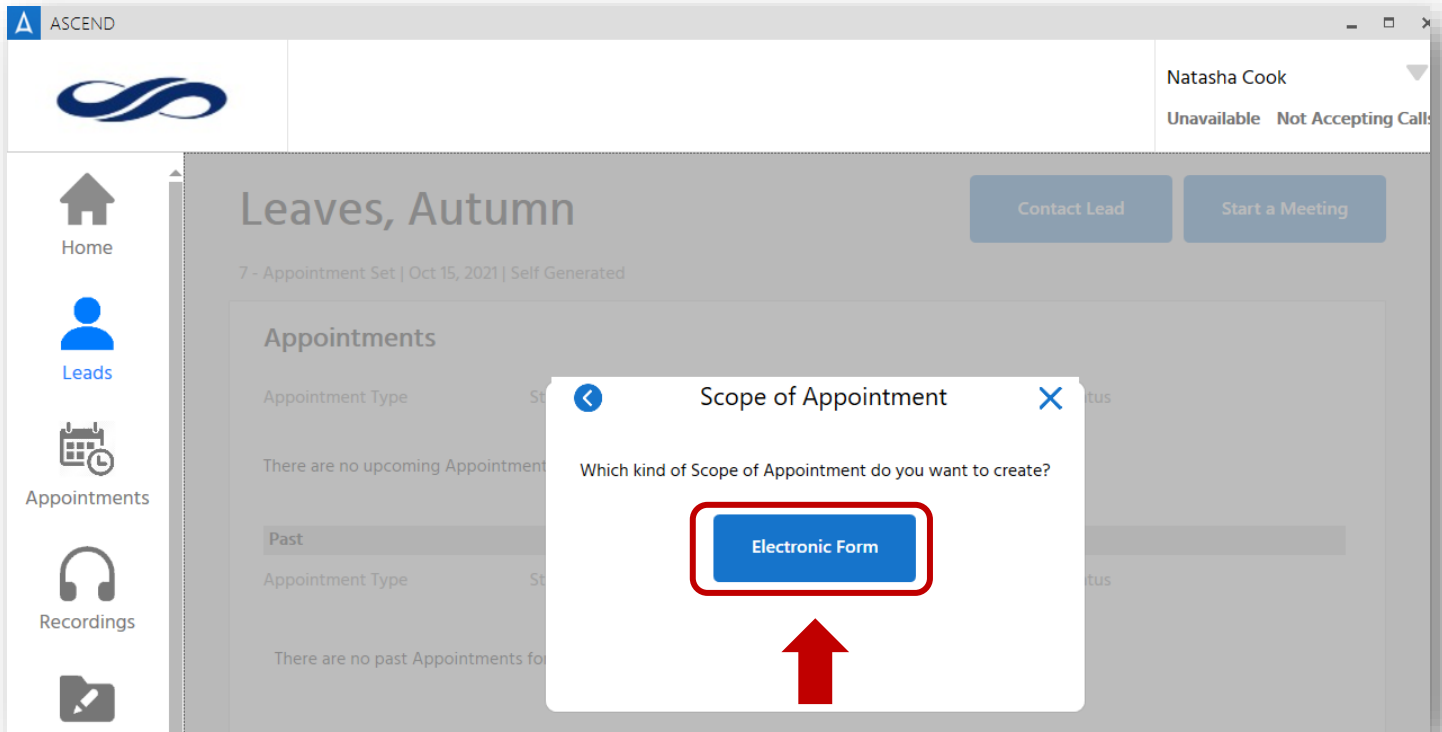 ASCEND
Natasha Cook
Unavailable Not Accepting Calls
Home
Leads
Appointments
Recordings
Leaves, Autumn
Contact Lead
Start a Meeting
7 - Appointment Set | Oct 15, 2021 | Self Generated
Appointments
Appointment Type
There are no upcoming Appointment
Past
Appointment Type
There are no past Appointments for
Scope of Appointment
Which kind of Scope of Appointment do you want to create?
Electronic Form